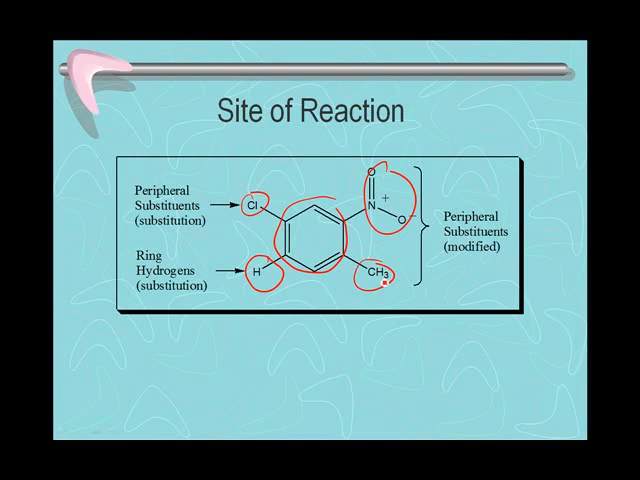 Site of Reaction
Peripheral
Substituents
(substitution)
Ring
Hydrogens
(substitution)
Cl
H
O
N
+
O
−
CH3
Peripheral
Substituents
(modified)